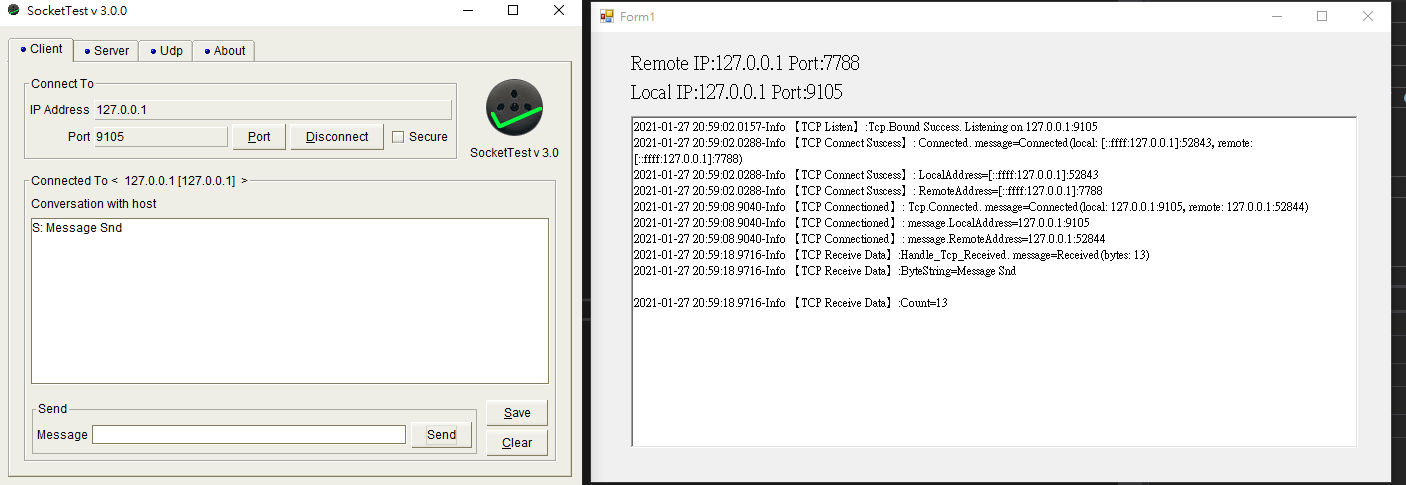 SocketTest v 3.0.0
Client
Server
Udp
About
Connect To
IP Address 127.0.0.1
Port 9105
Port
Disconnect
Secure
SocketTest v 3.0
Connected To < 127.0.0.1 [127.0.0.1] >
Conversation with host
S: Message Snd
Send
Message
Send
Save
Clear
Form1
Remote IP:127.0.0.1 Port:7788
Local IP:127.0.0.1 Port:9105
2021-01-27 20:59:02.0157-Info 【TCP Listen】:Tcp.Bound Success. Listening on 127.0.0.1:9105
2021-01-27 20:59:02.0288-Info 【TCP Connect Suscess】: Connected. message=Connected(local: [::ffff:127.0.0.1]:52843, remote:
[::ffff:127.0.0.1]:7788)
2021-01-27 20:59:02.0288-Info 【TCP Connect Sucess】: LocalAddress=[::ffff:127.0.0.1]:52843
2021-01-27 20:59:02.0288-Info 【TCP Connect Sucess】: RemoteAddress=[::ffff:127.0.0.1]:7788
2021-01-27 20:59:08.9040-Info 【TCP Connectioned】: Tcp.Connected. message=Connected(local: 127.0.0.1:9105, remote: 127.0.0.1:52844)
2021-01-27 20:59:08.9040-Info 【TCP Connectioned】: message.LocalAddress=127.0.0.1:9105
2021-01-27 20:59:08.9040-Info 【TCP Connectioned】: message.RemoteAddress=127.0.0.1:52844
2021-01-27 20:59:18.9716-Info 【TCP Receive Data】:Handle_Tcp_Received. message=Received(bytes: 13)
2021-01-27 20:59:18.9716-Info 【TCP Receive Data】:ByteString=Message Snd
2021-01-27 20:59:18.9716-Info 【TCP Receive Data】:Count=13